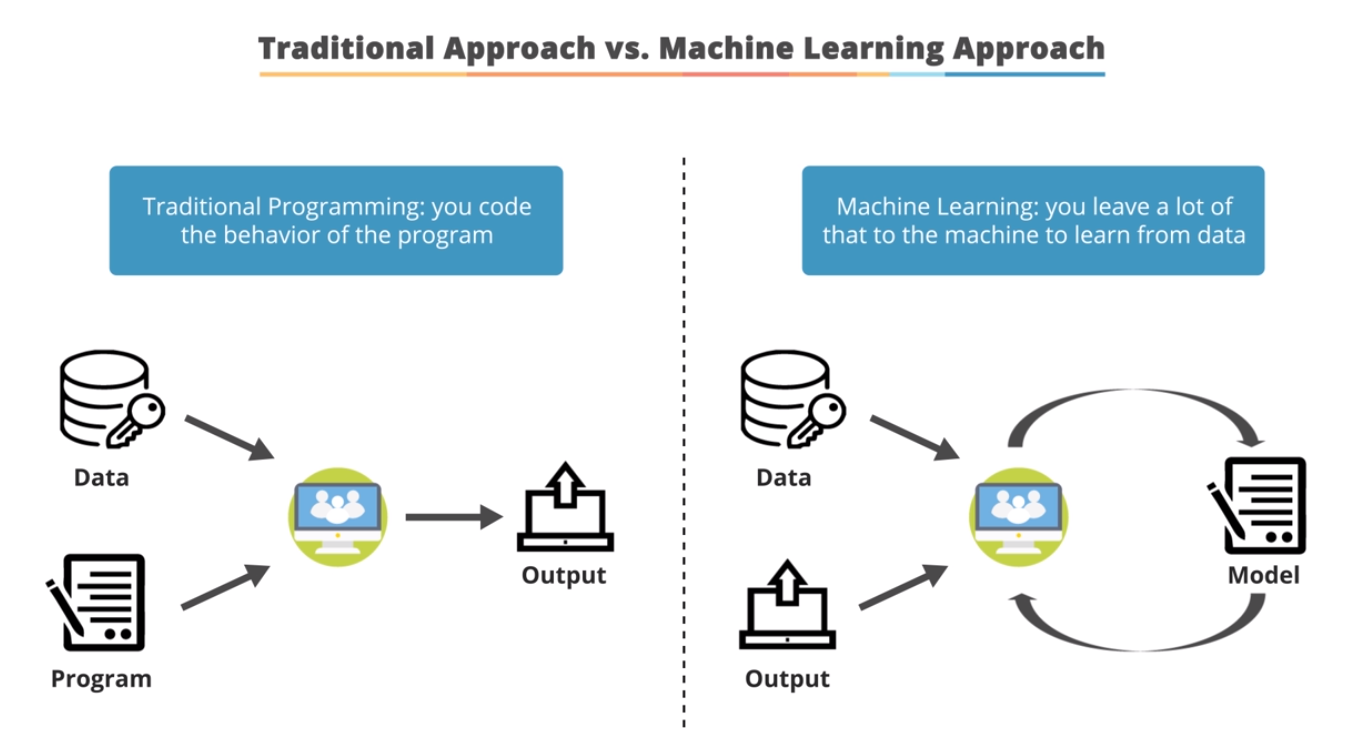 Traditional Approach vs. Machine Learning Approach
Traditional Programming: you code
the behavior of the program
Data
Program
Output
Machine Learning: you leave a lot of
that to the machine to learn from data
Data
Output
Model